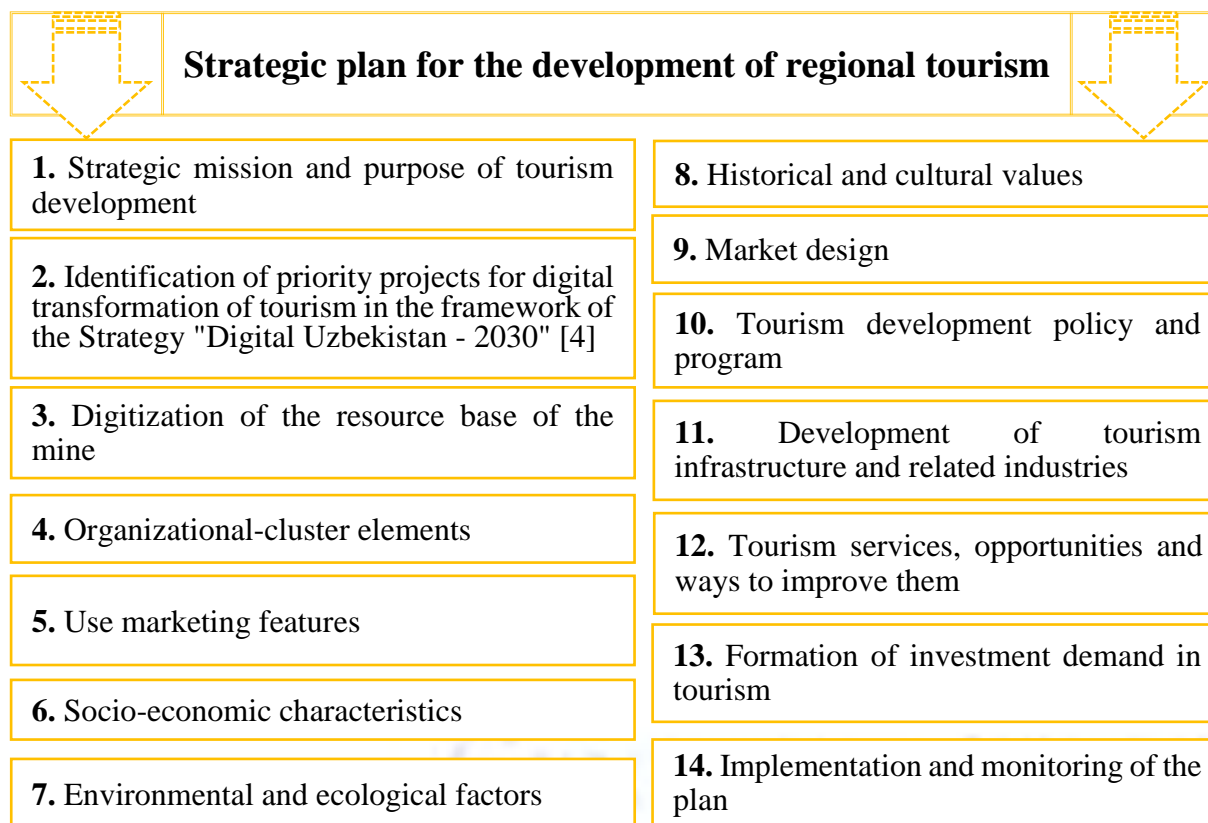 Strategic plan for the development of regional tourism
1. Strategic mission and purpose of tourism
development
2. Identification of priority projects for digital
transformation of tourism in the framework of
the Strategy "Digital Uzbekistan - 2030" [4]
3. Digitization of the resource base of the
mine
4. Organizational-cluster elements
5. Use marketing features
6. Socio-economic characteristics
7. Environmental and ecological factors
8. Historical and cultural values
9. Market design
10. Tourism development policy and
program
11. Development of tourism
infrastructure and related industries
12. Tourism services, opportunities and
ways to improve them
13. Formation of investment demand in
tourism
14. Implementation and monitoring of the
plan